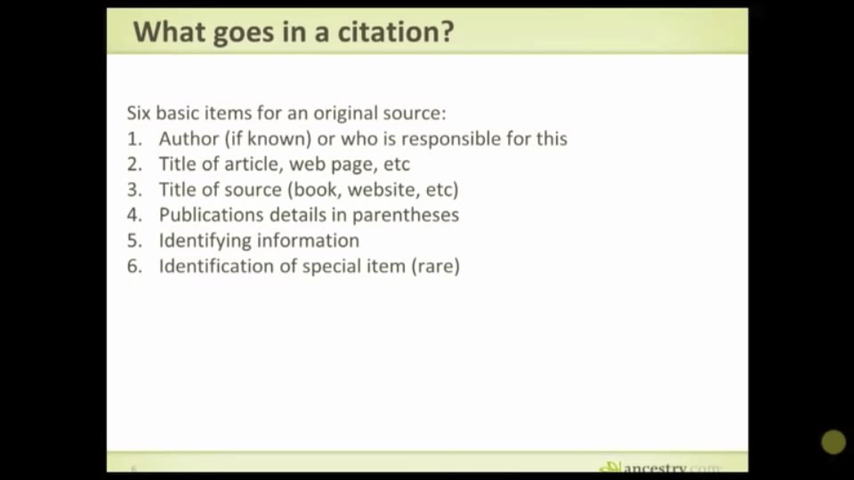 What goes in a citation?
Six basic items for an original source:
1. Author (if known) or who is responsible for this
2. Title of article, web page, etc
3. Title of source (book, website, etc)
4. Publications details in parentheses
5. Identifying information
6. Identification of special item (rare)
6
ancestry.com